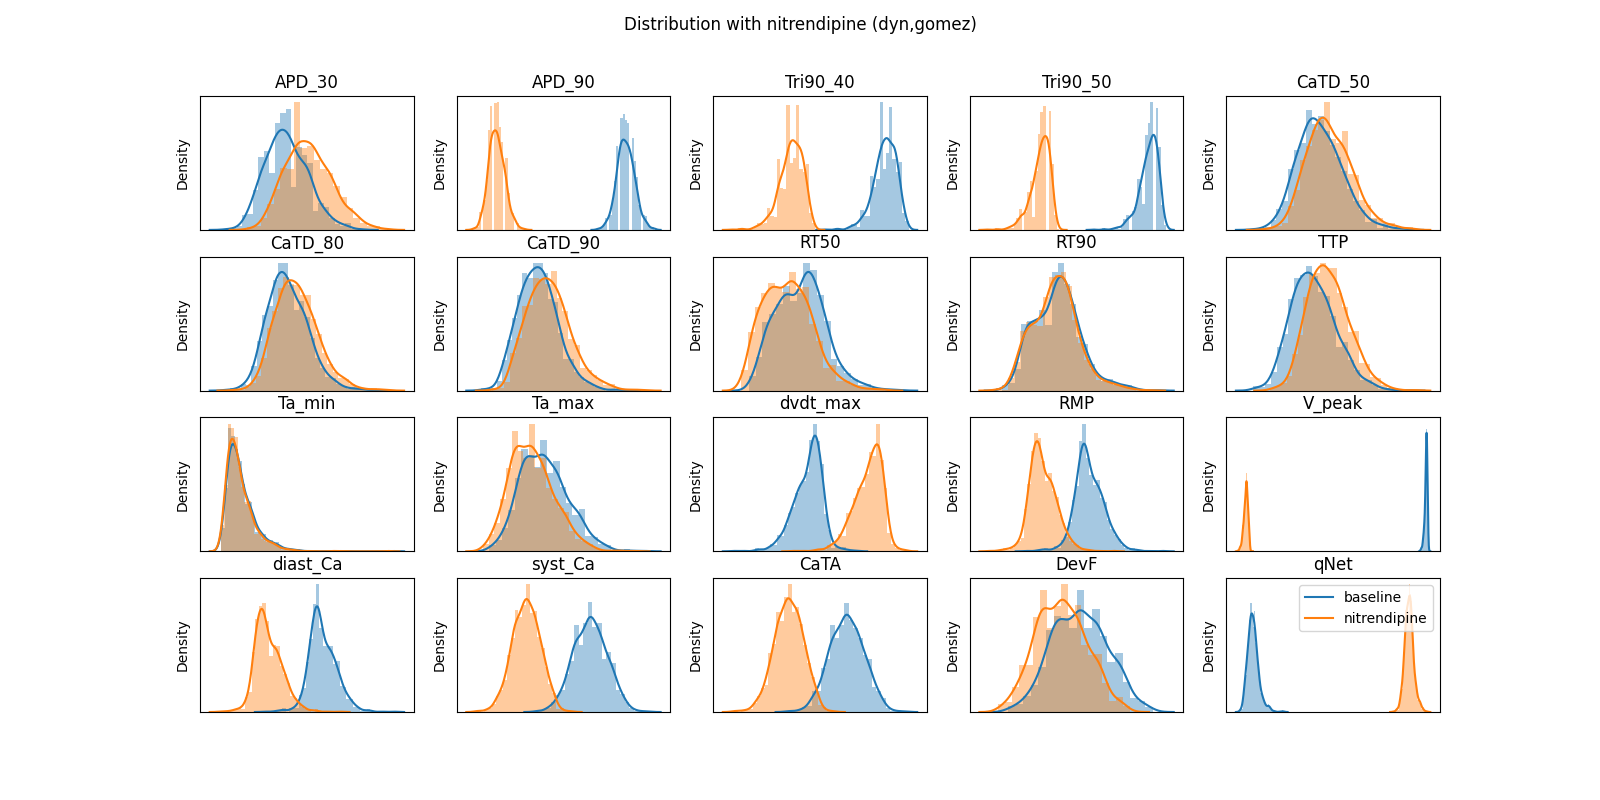 Distribution with nitrendipine (dyn,gomez)
APD_30
APD_90
Tri90_40
Tri90_50
CaTD_50
Density
Density
Density
Density
Density
CaTD_80
CaTD_90
RT50
RT90
TTP
Density
Density
Density
Density
Density
Ta_min
Ta_max
dvdt_max
RMP
V_peak
Density
Density
Density
Density
Density
diast_Ca
syst_Ca
CaTA
DevF
qNet
Density
Density
Density
Density
Density
baseline
nitrendipine